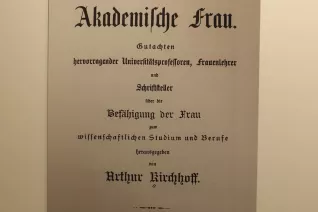 Akademische Frau.
Gutachten
hervorragender Universitätsprofessoren, Frauenlehrer
und
Schriftsteller
über die
Befähigung der Frau
zum
wissenschaftlichen Studium und Berufe
herausgegeben
von
Arthur Kirchhoff.